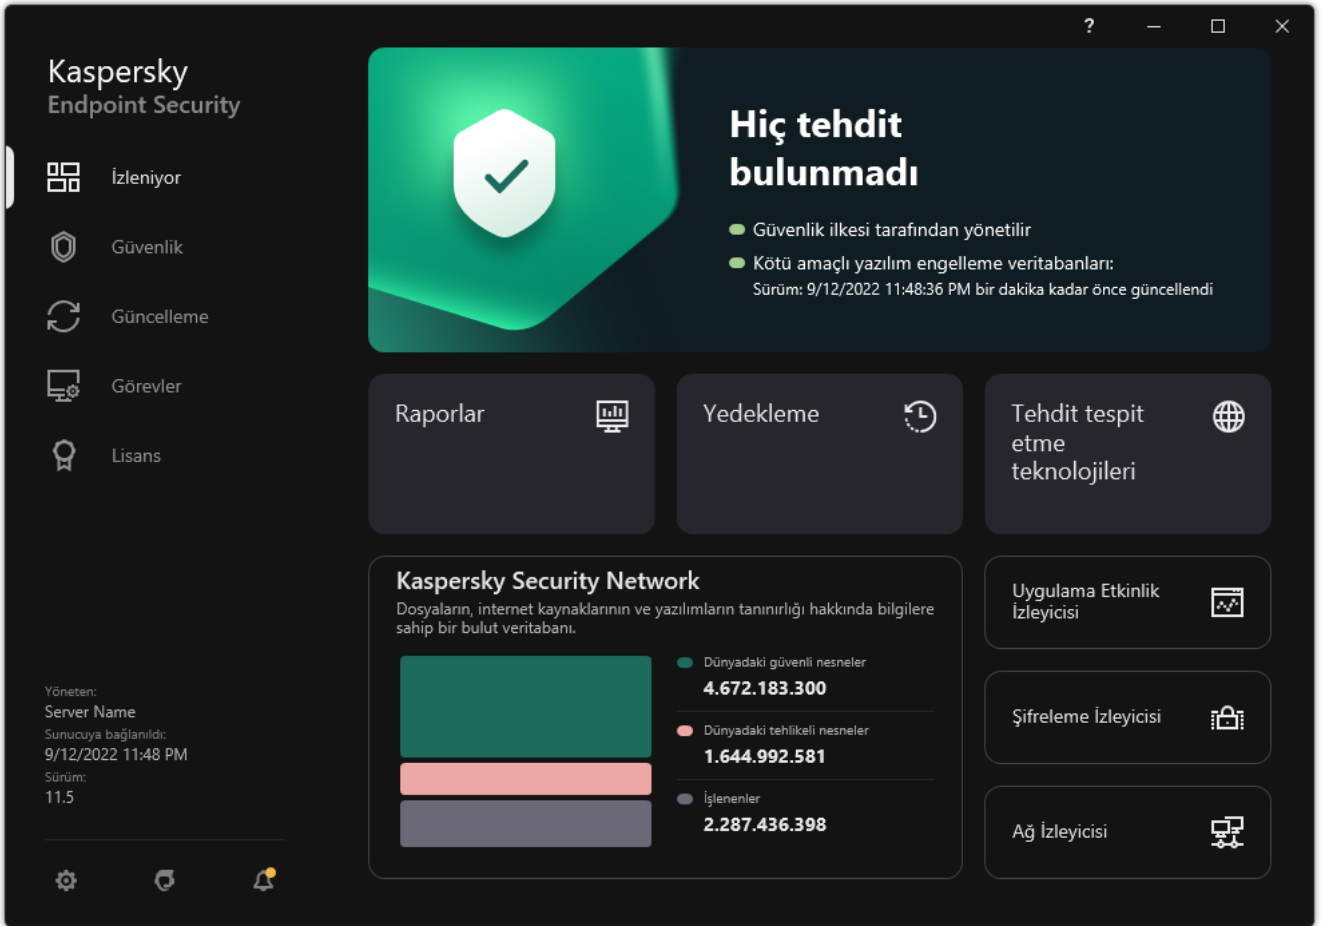 ?
Kaspersky
Endpoint Security
İzleniyor
Güvenlik
Güncelleme
Görevler
Lisans
Yöneten:
Server Name
Sunucuya bağlanıldı:
9/12/2022 11:48 PM
Sürüm:
11.5
Hiç tehdit
bulunmadı
Güvenlik ilkesi tarafından yönetilir
Kötü amaçlı yazılım engelleme veritabanları:
Sürüm: 9/12/2022 11:48:36 PM bir dakika kadar önce güncellendi
Raporlar
Yedekleme
Tehdit tespit
etme
teknolojileri
Kaspersky Security Network
Dosyaların, internet kaynaklarının ve yazılımların tanınırlığı hakkında bilgilere
sahip bir bulut veritabanı.
Dünyadaki güvenli nesneler
4.672.183.300
Dünyadaki tehlikeli nesneler
1.644.992.581
İşlenenler
2.287.436.398
Uygulama Etkinlik
İzleyicisi
Şifreleme İzleyicisi
Ağ İzleyicisi